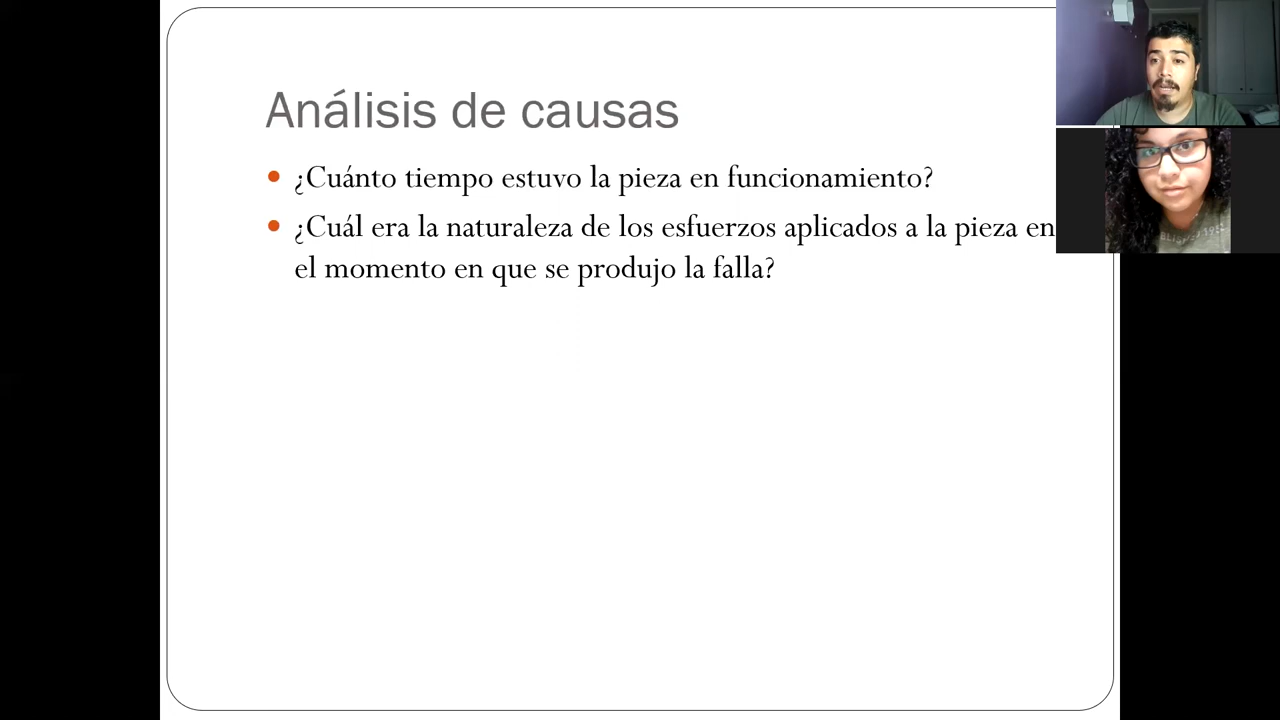 Análisis de causas
• ¿Cuánto tiempo estuvo la pieza en funcionamiento?
• ¿Cuál era la naturaleza de los esfuerzos aplicados a la pieza en
el momento en que se produjo la falla?